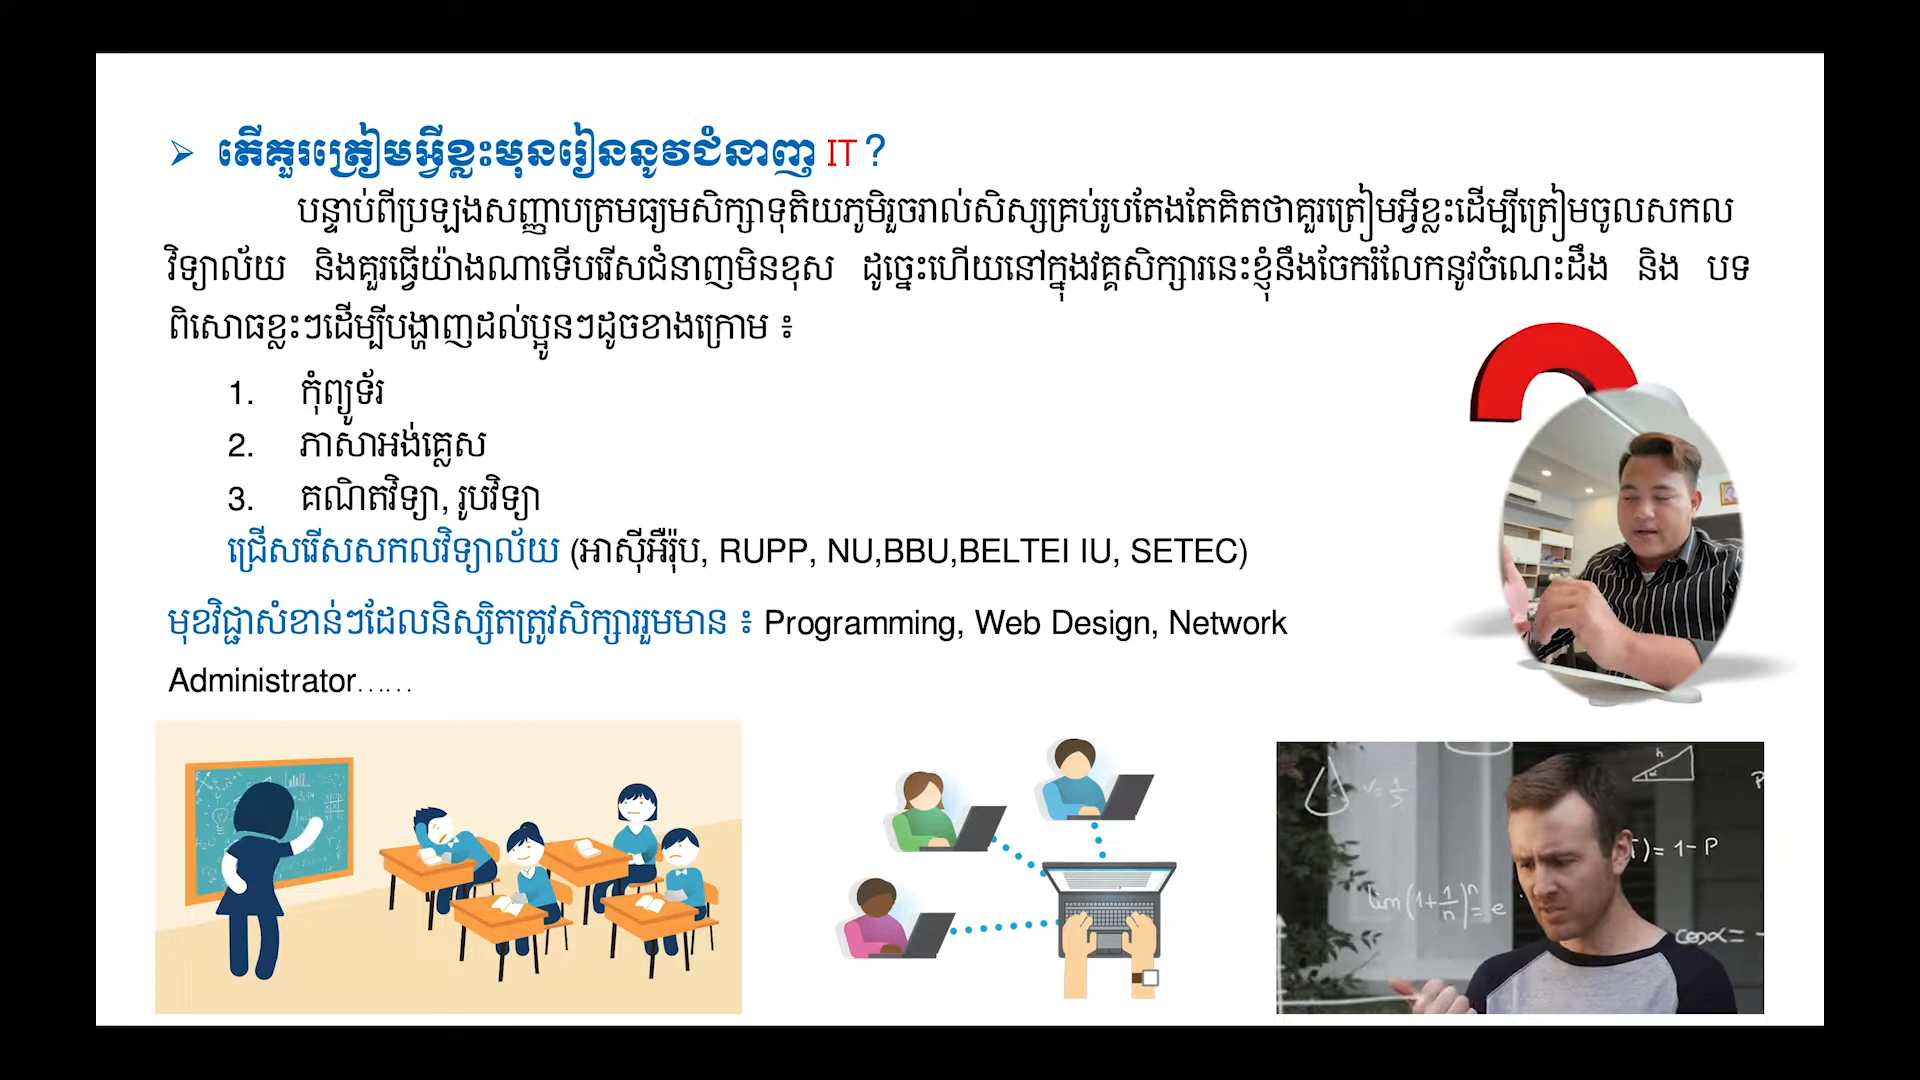 ➢ តើគួរត្រៀមអ្វីខ្លះមុនរៀននូវជំនាញ IT ?
បន្ទាប់ពីប្រឡងសញ្ញាបត្រមធ្យមសិក្សាទុតិយភូមិរួចរាល់សិស្សគ្រប់រូបតែងតែគិតថាគួរត្រៀមអ្វីខ្លះដើម្បីត្រៀមចូលសកល
វិទ្យាល័យ និងគួរធ្វើយ៉ាងណាទើបរើសជំនាញមិនខុស ដូច្នេះហើយនៅក្នុងវគ្គសិក្សារនេះខ្ញុំនឹងចែករំលែកនូវចំណេះដឹង និង បទ
ពិសោធខ្លះៗដើម្បីបង្ហាញដល់ប្អូនៗដូចខាងក្រោម ៖
1. កុំព្យូទ័រ
2. ភាសាអង់គ្លេស
3. គណិតវិទ្យា, រូបវិទ្យា
ជ្រើសរើសសកលវិទ្យាល័យ (អាស៊ីអឺរ៉ុប, RUPP, NU,BBU,BELTEI IU, SETEC)
មុខវិជ្ជាសំខាន់ៗដែលនិស្សិតត្រូវសិក្សាររួមមាន ៖ Programming, Web Design, Network
Administrator……
V = 1/3
h
α
) = 1 - P
lim (1 + 1/n)^n = e
cos α =